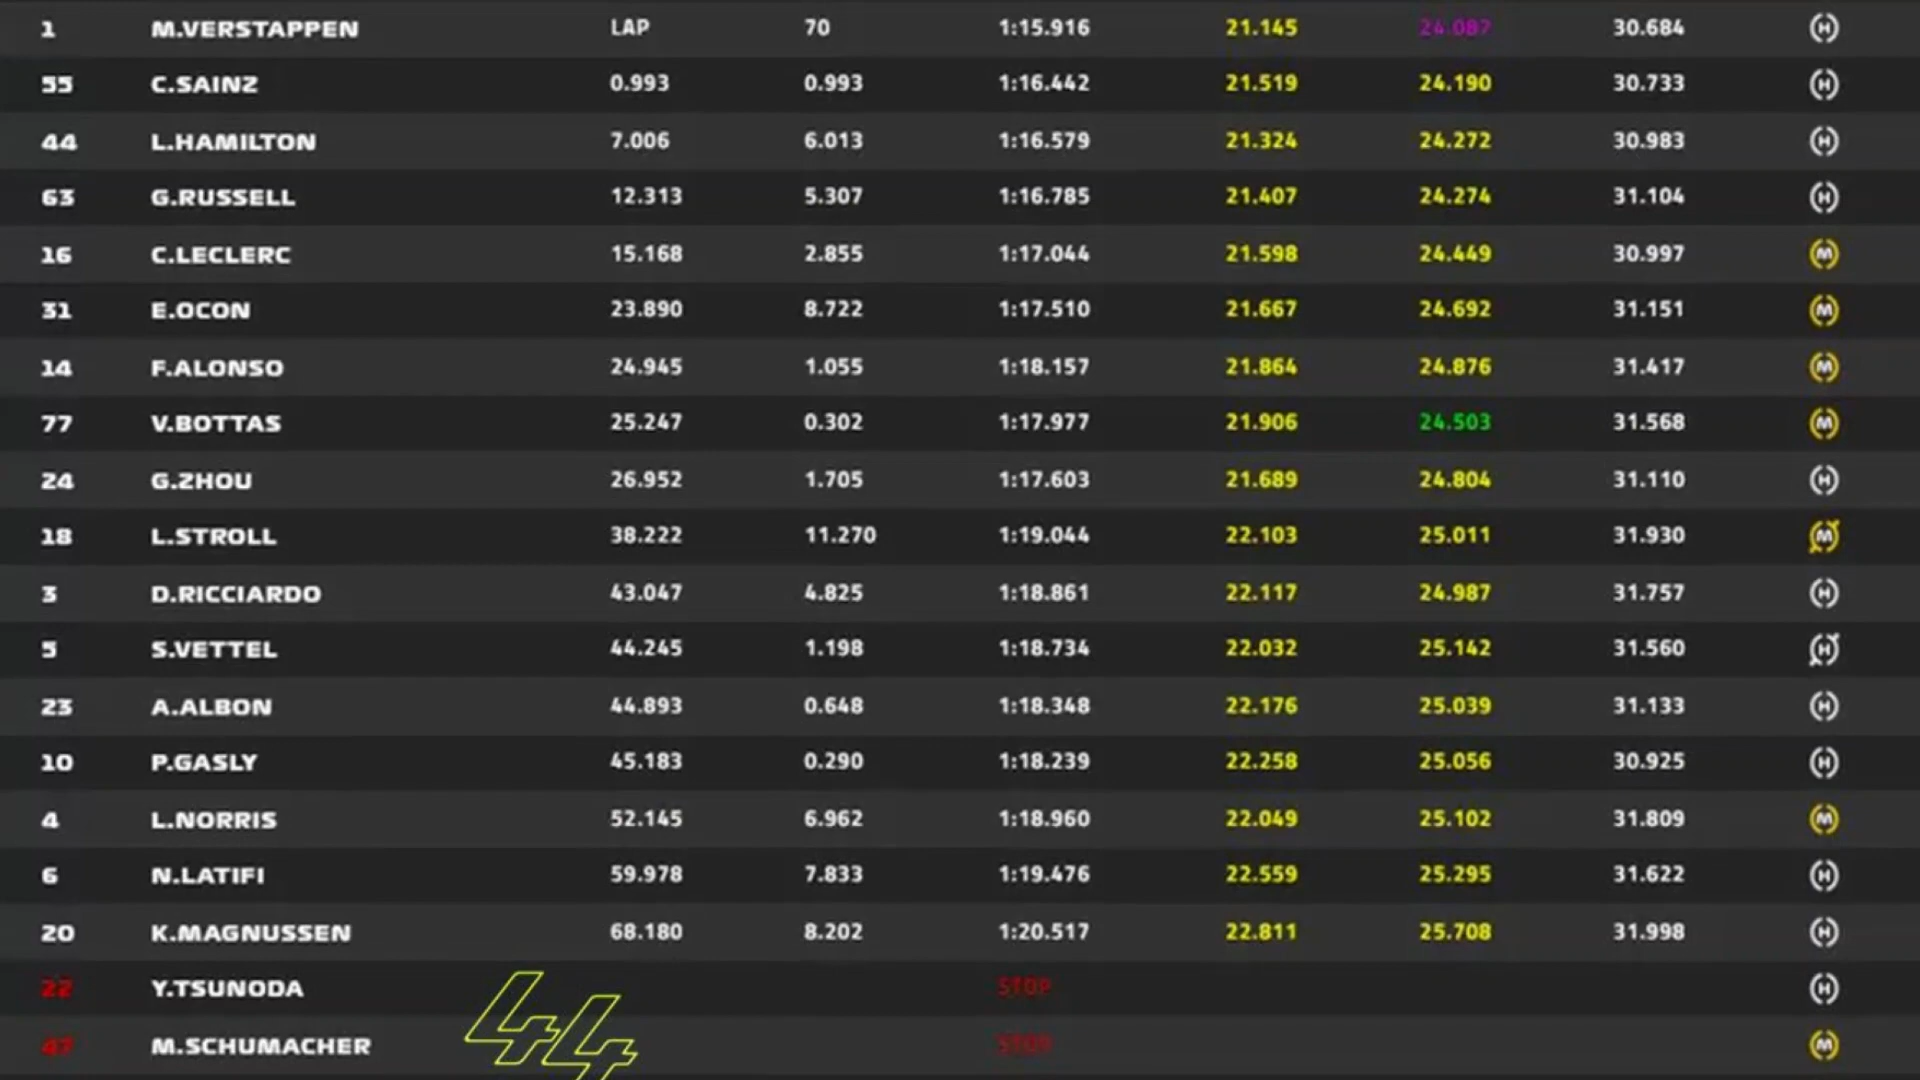 1 M.VERSTAPPEN LAP 70 1:15.916 21.145 24.087 30.684 H
55 C.SAINZ 0.993 0.993 1:16.442 21.519 24.190 30.733 H
44 L.HAMILTON 7.006 6.013 1:16.579 21.324 24.272 30.983 H
63 G.RUSSELL 12.313 5.307 1:16.785 21.407 24.274 31.104 H
16 C.LECLERC 15.168 2.855 1:17.044 21.598 24.449 30.997 M
31 E.OCON 23.890 8.722 1:17.510 21.667 24.692 31.151 M
14 F.ALONSO 24.945 1.055 1:18.157 21.864 24.876 31.417 M
77 V.BOTTAS 25.247 0.302 1:17.977 21.906 24.503 31.568 M
24 G.ZHOU 26.952 1.705 1:17.603 21.689 24.804 31.110 H
18 L.STROLL 38.222 11.270 1:19.044 22.103 25.011 31.930 M
3 D.RICCIARDO 43.047 4.825 1:18.861 22.117 24.987 31.757 H
5 S.VETTEL 44.245 1.198 1:18.734 22.032 25.142 31.560 H
23 A.ALBON 44.893 0.648 1:18.348 22.176 25.039 31.133 H
10 P.GASLY 45.183 0.290 1:18.239 22.258 25.056 30.925 H
4 L.NORRIS 52.145 6.962 1:18.960 22.049 25.102 31.809 M
6 N.LATIFI 59.978 7.833 1:19.476 22.559 25.295 31.622 H
20 K.MAGNUSSEN 68.180 8.202 1:20.517 22.811 25.708 31.998 H
22 Y.TSUNODA STOP H
47 M.SCHUMACHER STOP M
44